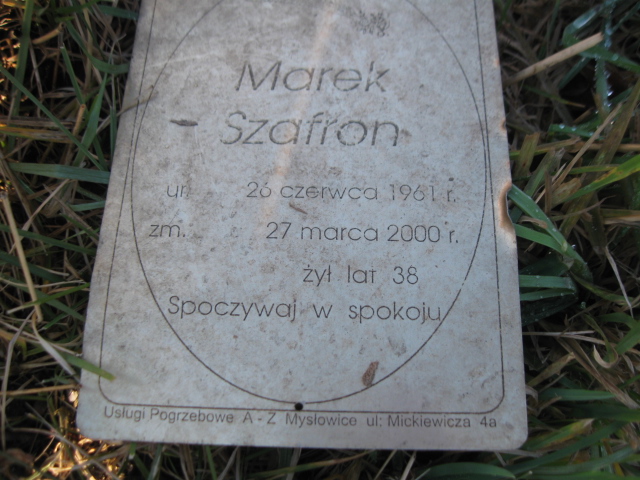 Marek
Szafron
ur. 26 czerwca 1961 r.
zm. 27 marca 2000 r.
żył lat 38
Spoczywaj w spokoju
Usługi Pogrzebowe A - Z Mysłowice ul: Mickiewicza 4a